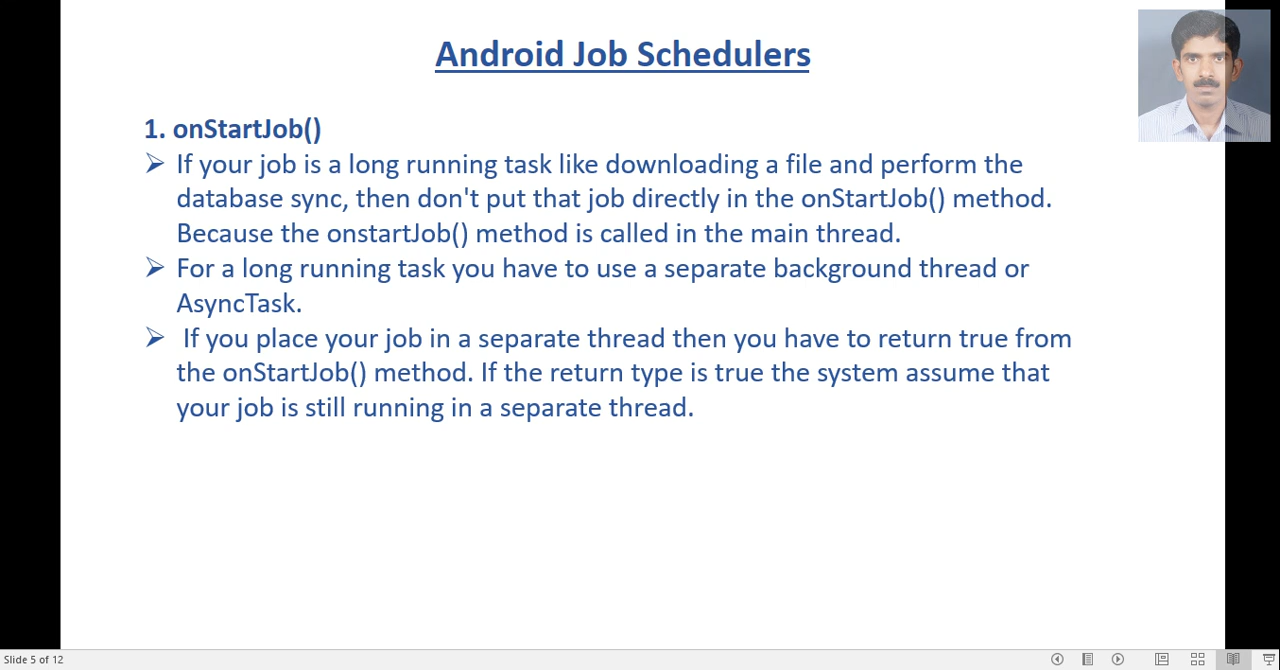 Android Job Schedulers
1. onStartJob()
➢ If your job is a long running task like downloading a file and perform the
database sync, then don't put that job directly in the onStartJob() method.
Because the onstartJob() method is called in the main thread.
➢ For a long running task you have to use a separate background thread or
AsyncTask.
➢ If you place your job in a separate thread then you have to return true from
the onStartJob() method. If the return type is true the system assume that
your job is still running in a separate thread.
Slide 5 of 12